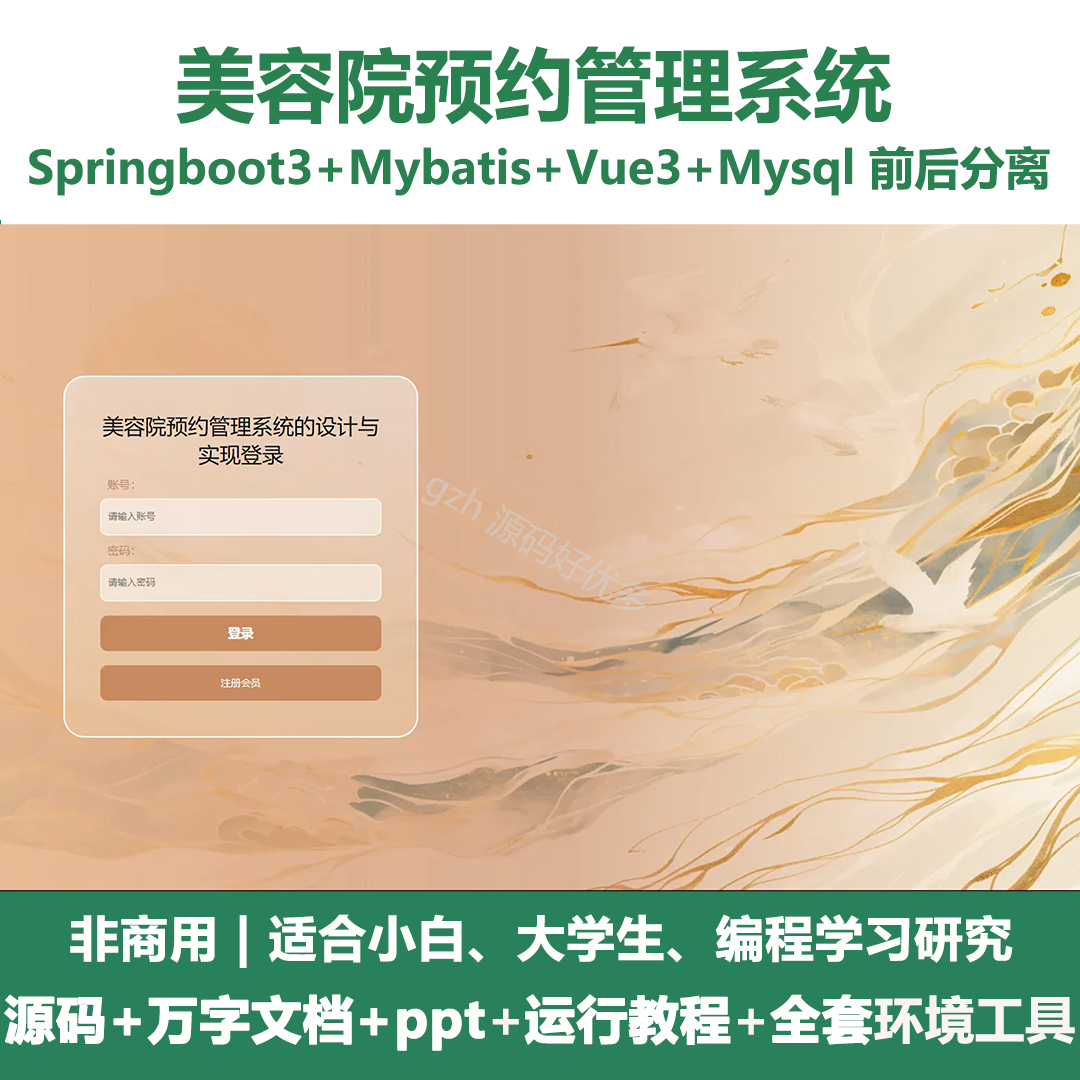 美容院预约管理系统
Springboot3+Mybatis+Vue3+Mysql 前后分离
美容院预约管理系统的设计与
实现登录
账号：
请输入账号
密码：
请输入密码
登录
注册会员
gzh 源码好优多
非商用 | 适合小白、大学生、编程学习研究
源码+万字文档+ppt+运行教程+全套环境工具